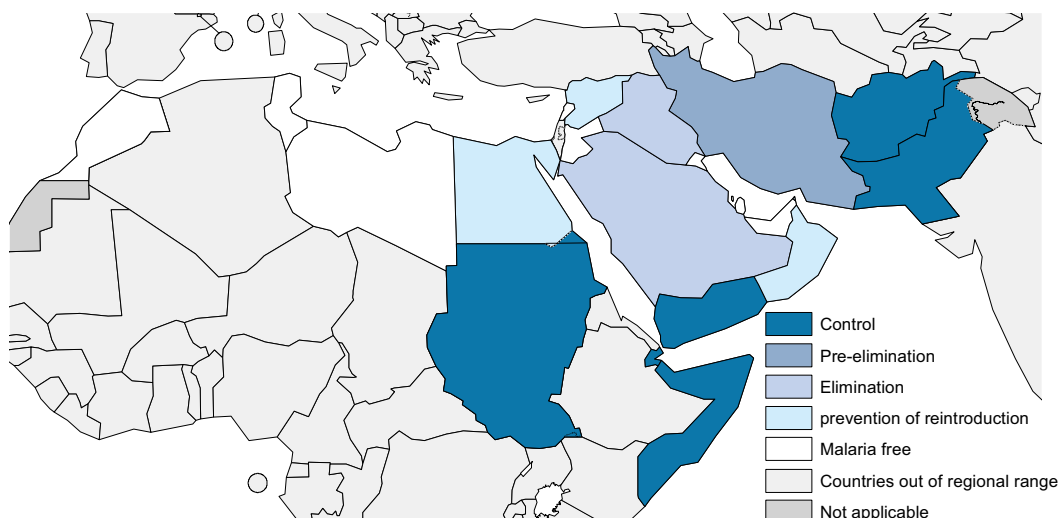 Control
Pre-elimination
Elimination
prevention of reintroduction
Malaria free
Countries out of regional range
Not applicable